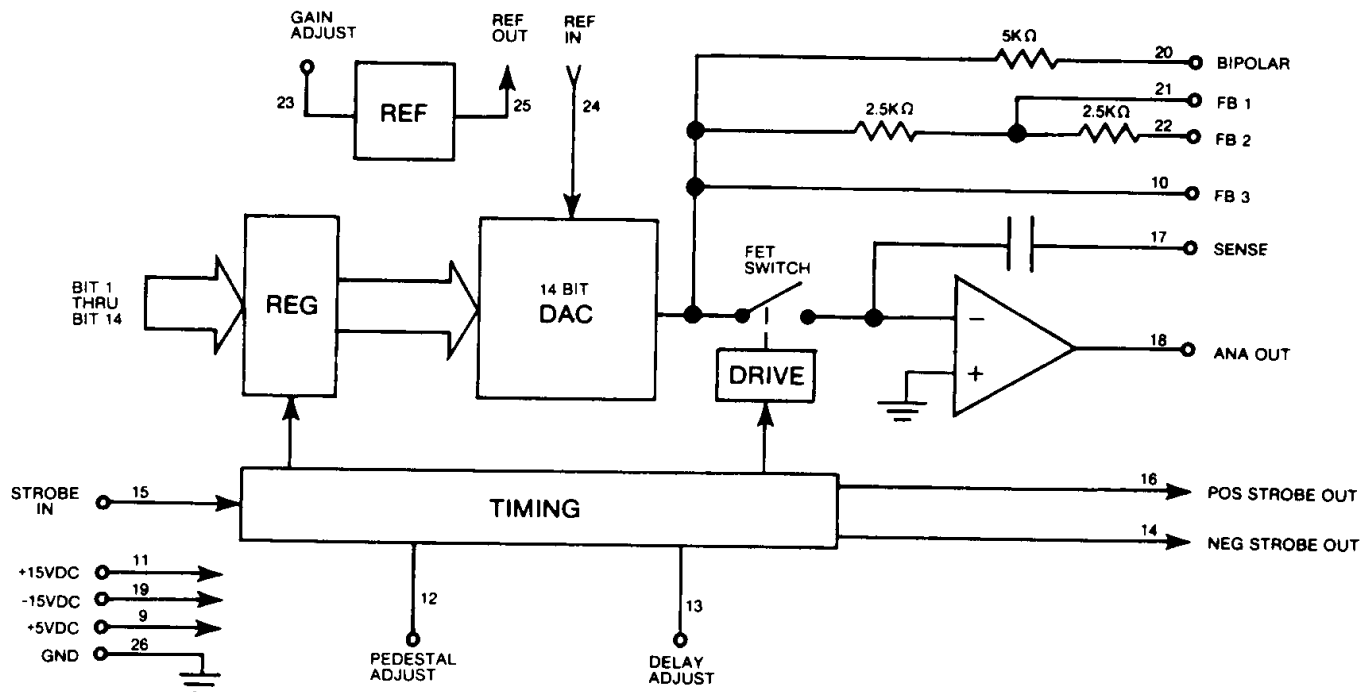 GAIN
ADJUST
REF
OUT
REF
IN
23
REF
25
24
5KΩ
20
BIPOLAR
21
FB 1
2.5KΩ
2.5KΩ
22
FB 2
10
FB 3
17
SENSE
FET
SWITCH
BIT 1
THRU
BIT 14
REG
14 BIT
DAC
−
+
18
ANA OUT
DRIVE
STROBE
IN
15
TIMING
16
POS STROBE OUT
14
NEG STROBE OUT
+15VDC
11
-15VDC
19
+5VDC
9
GND
26
12
13
PEDESTAL
ADJUST
DELAY
ADJUST